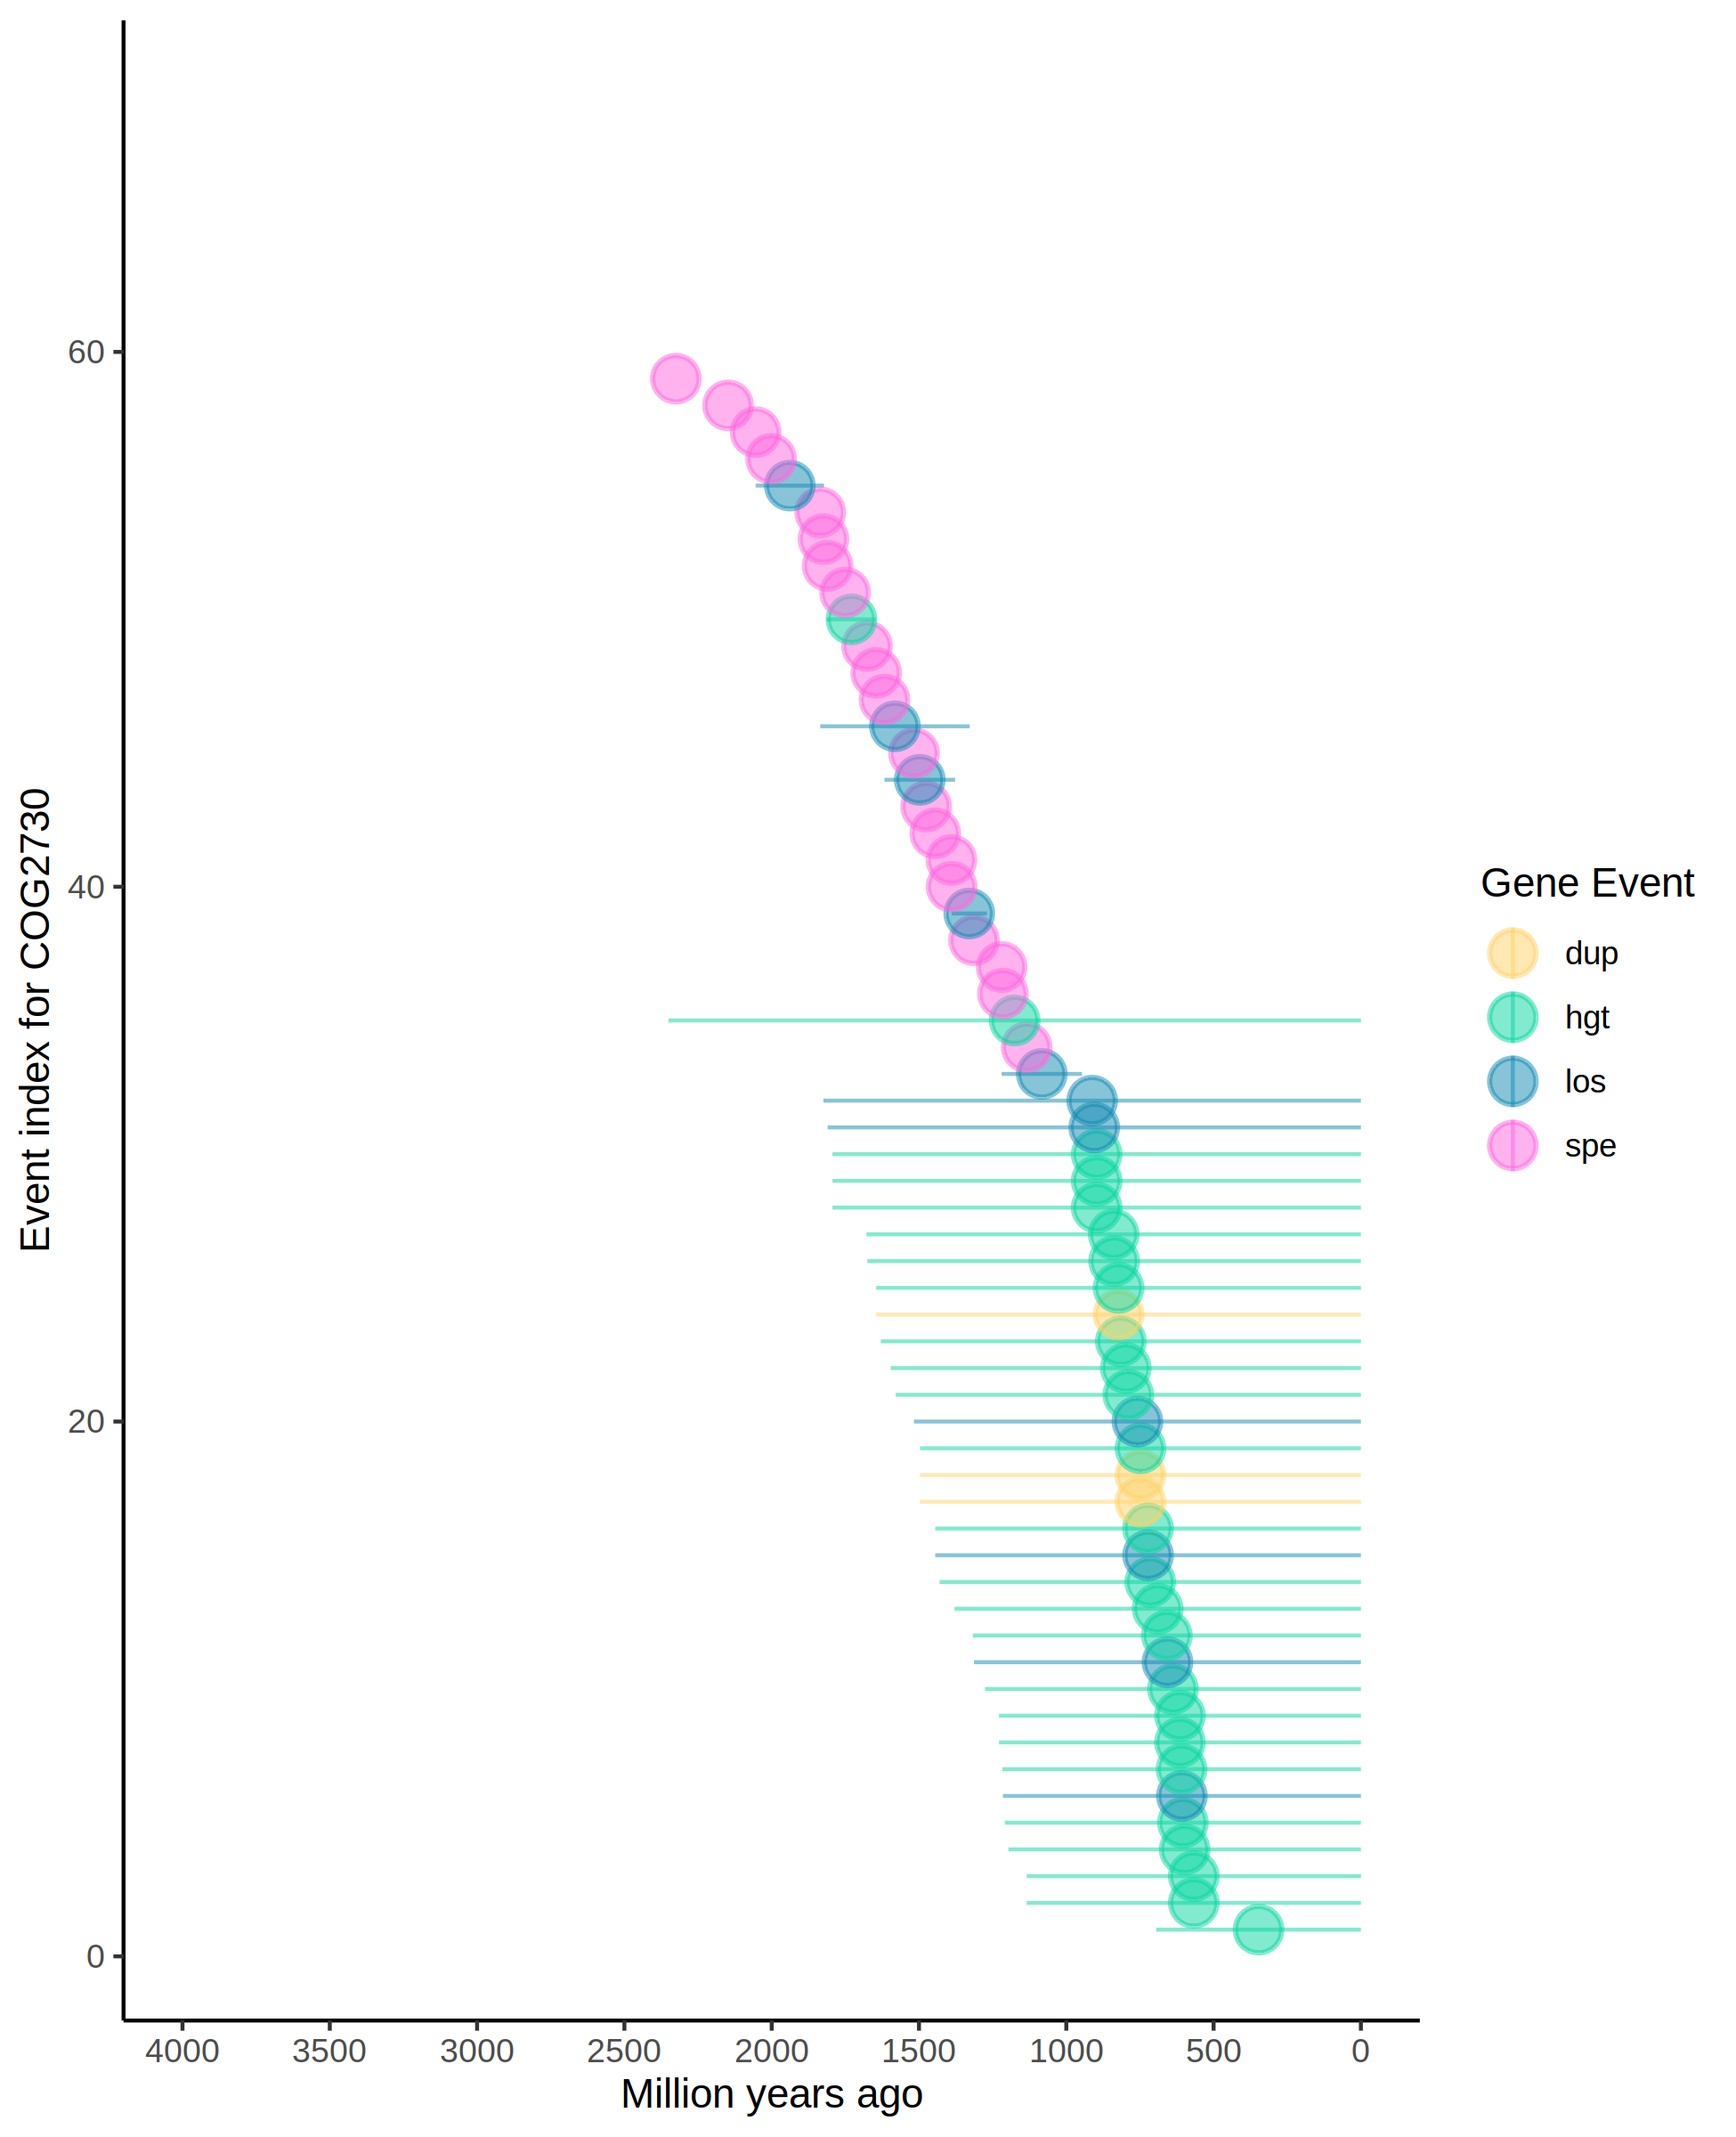 60
40
20
0
Event index for COG2730
4000 3500 3000 2500 2000 1500 1000 500 0
Million years ago
Gene Event
dup
hgt
los
spe